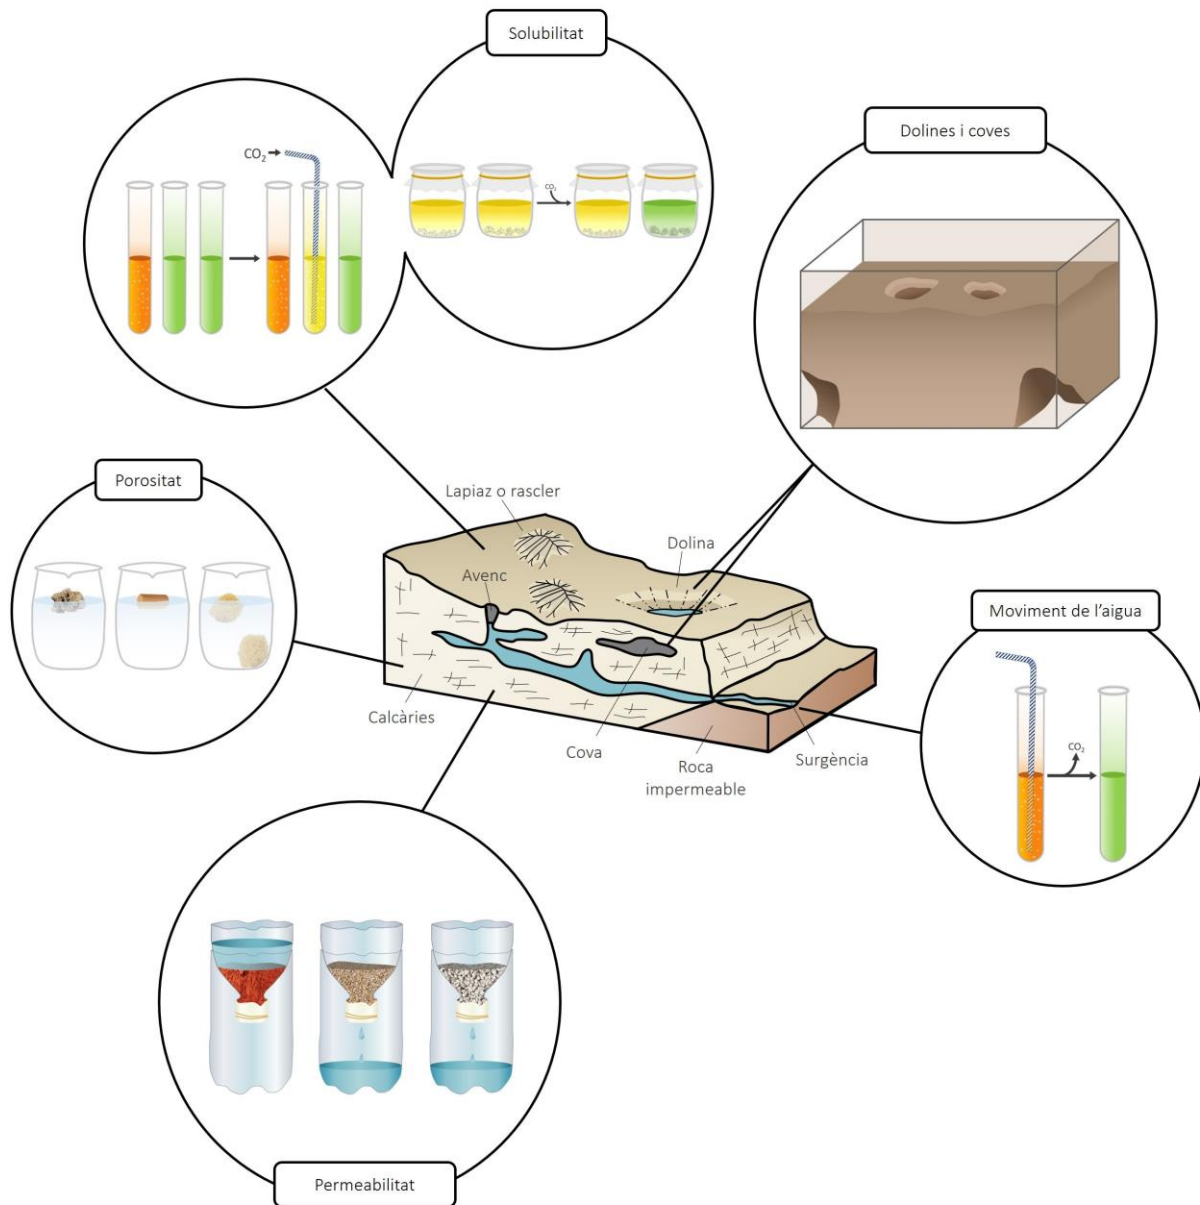 Solubilitat
CO₂
CO₂
Dolines i coves
Porositat
Lapiaz o rascler
Dolina
Avenc
Moviment de l’aigua
CO₂
Calcàries
Cova
Roca
impermeable
Surgència
Permeabilitat